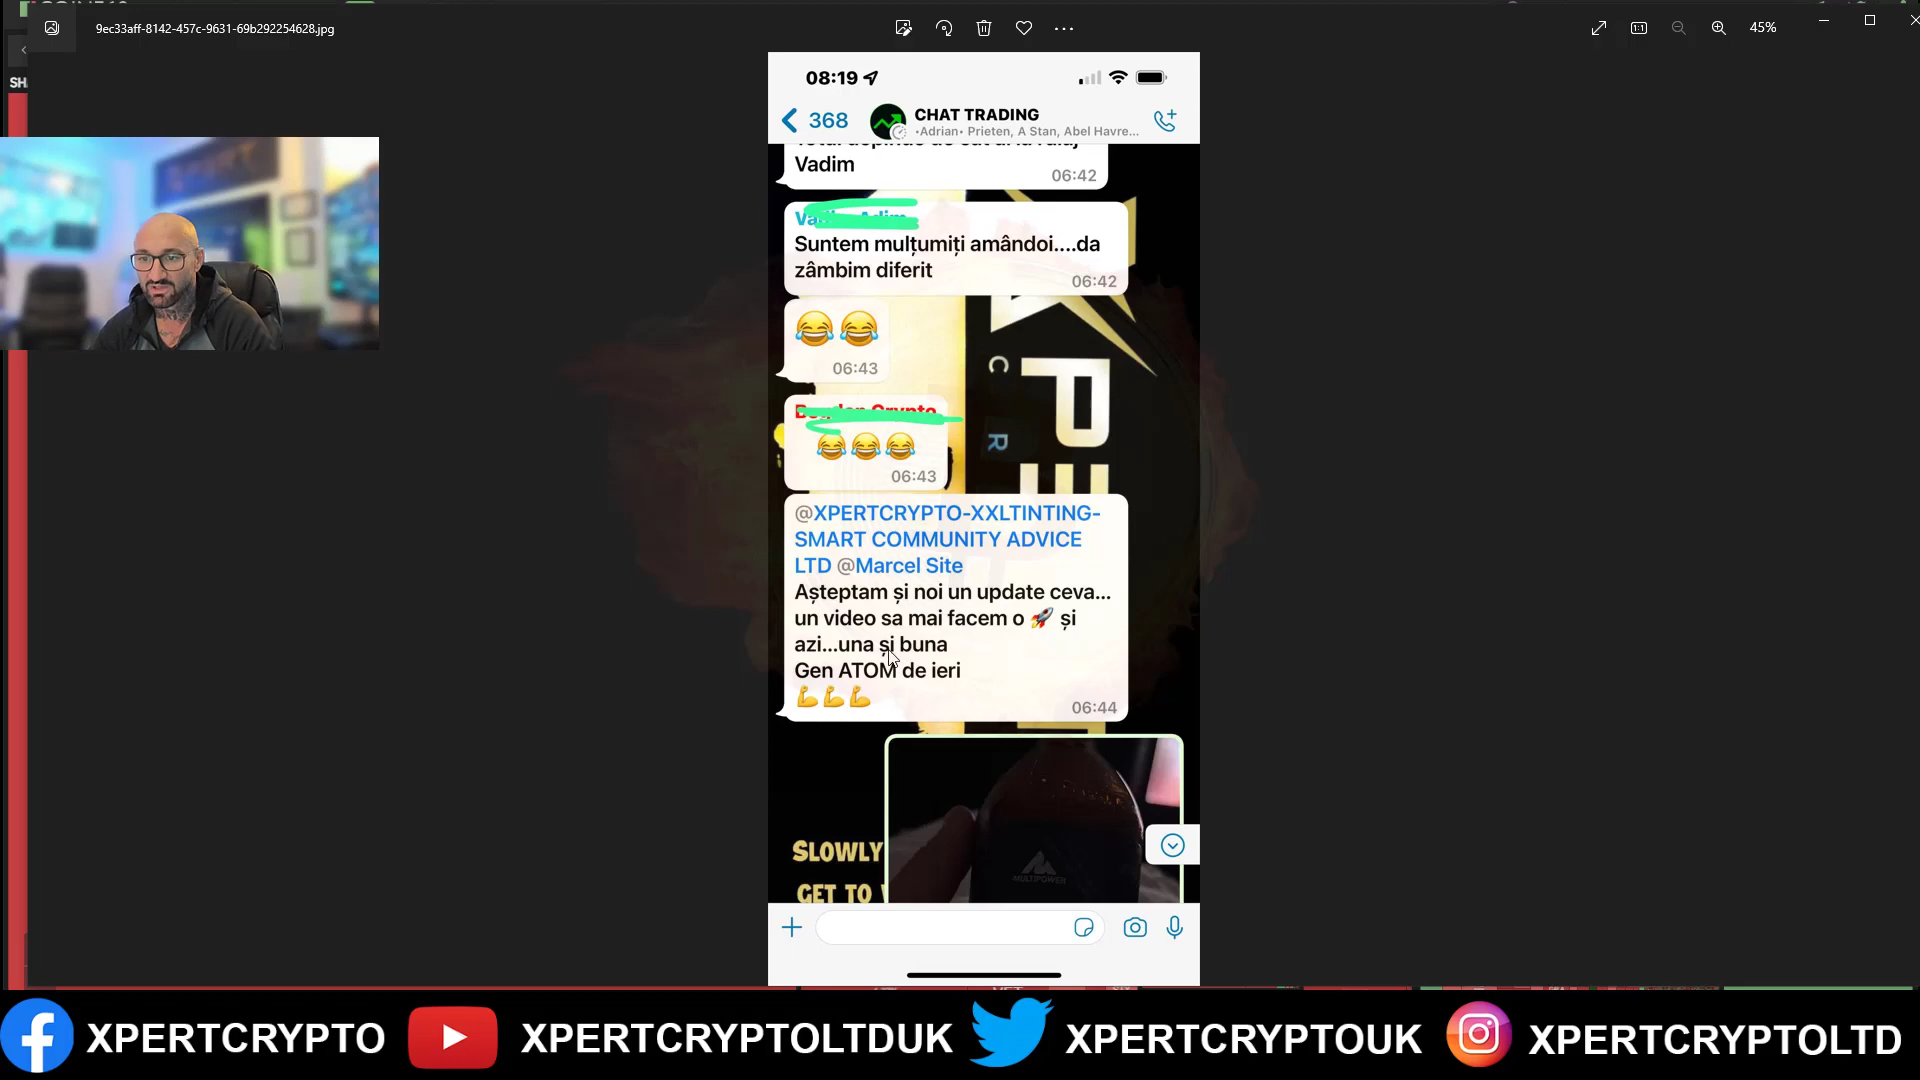 9ec33aff-8142-457c-9631-69b292254628.jpg
45%
SH
08:19
368
CHAT TRADING
•Adrian• Prieten, A Stan, Abel Havre...
Vadim
06:42
Suntem mulțumiți amândoi....da
zâmbim diferit
06:42
😂😂
06:43
Crypto
😂😂😂
06:43
@XPERTCRYPTO-XXLTINTING-
SMART COMMUNITY ADVICE
LTD @Marcel Site
Așteptam și noi un update ceva...
un video sa mai facem o 🚀 și
azi...una și buna
Gen ATOM de ieri
💪💪💪
06:44
C
R
XPE
SLOWLY
GET TO
MULTIPOWER
XPERTCRYPTO
XPERTCRYPTOLTDUK
XPERTCRYPTOUK
XPERTCRYPTOLTD